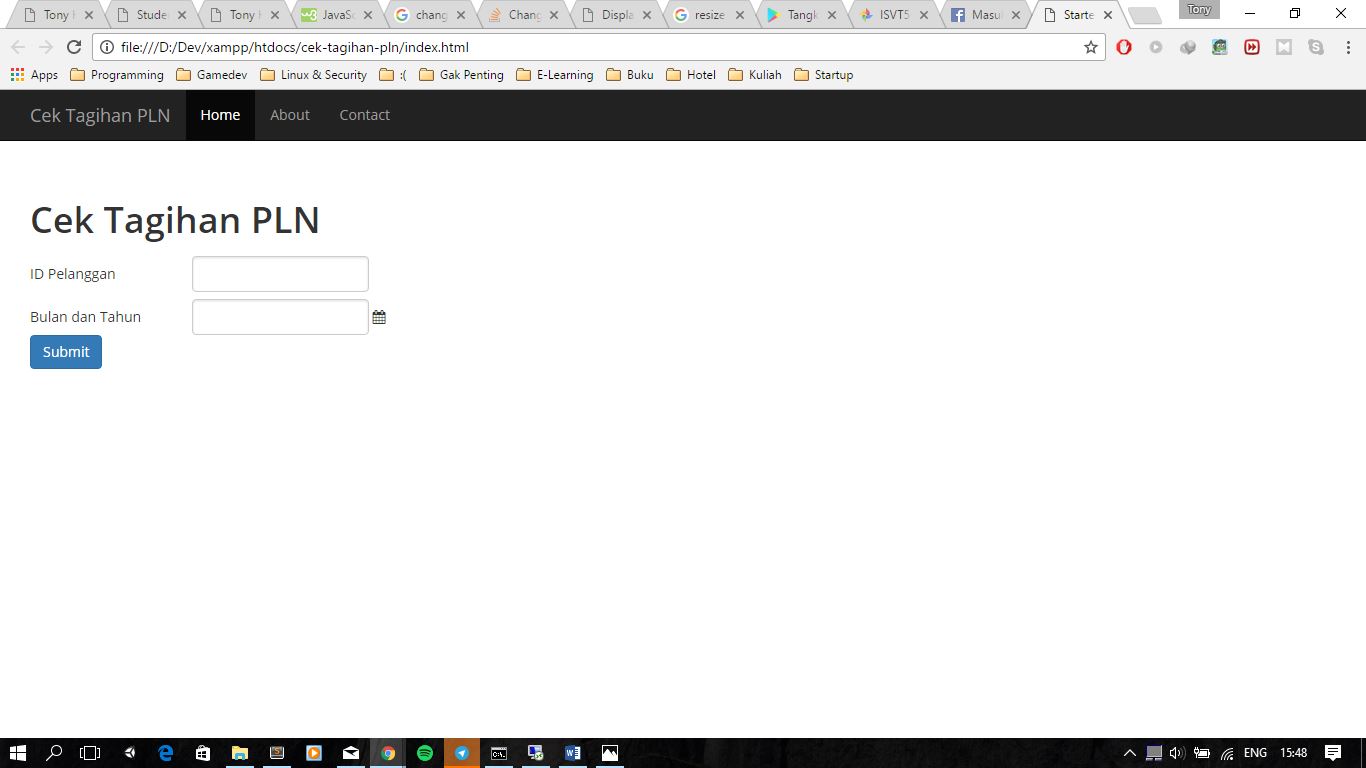 Tony Studer Tony JavaSc chang Chang Displa resize Tangk ISVT5 Masu Starte Tony
file:///D:/Dev/xampp/htdocs/cek-tagihan-pln/index.html
Apps Programming Gamedev Linux & Security :( Gak Penting E-Learning Buku Hotel Kuliah Startup
Cek Tagihan PLN Home About Contact
Cek Tagihan PLN
ID Pelanggan
Bulan dan Tahun
Submit
ENG 15:48